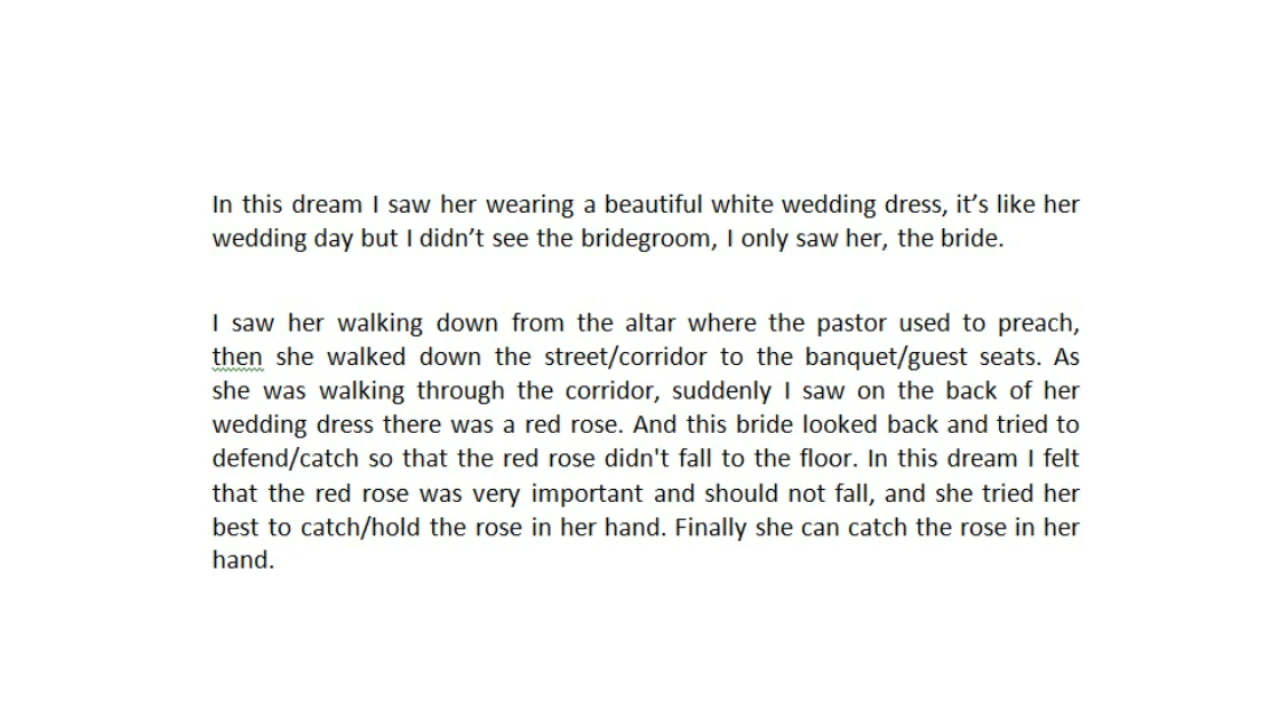 In this dream I saw her wearing a beautiful white wedding dress, it’s like her
wedding day but I didn’t see the bridegroom, I only saw her, the bride.
I saw her walking down from the altar where the pastor used to preach,
then she walked down the street/corridor to the banquet/guest seats. As
she was walking through the corridor, suddenly I saw on the back of her
wedding dress there was a red rose. And this bride looked back and tried to
defend/catch so that the red rose didn't fall to the floor. In this dream I felt
that the red rose was very important and should not fall, and she tried her
best to catch/hold the rose in her hand. Finally she can catch the rose in her
hand.